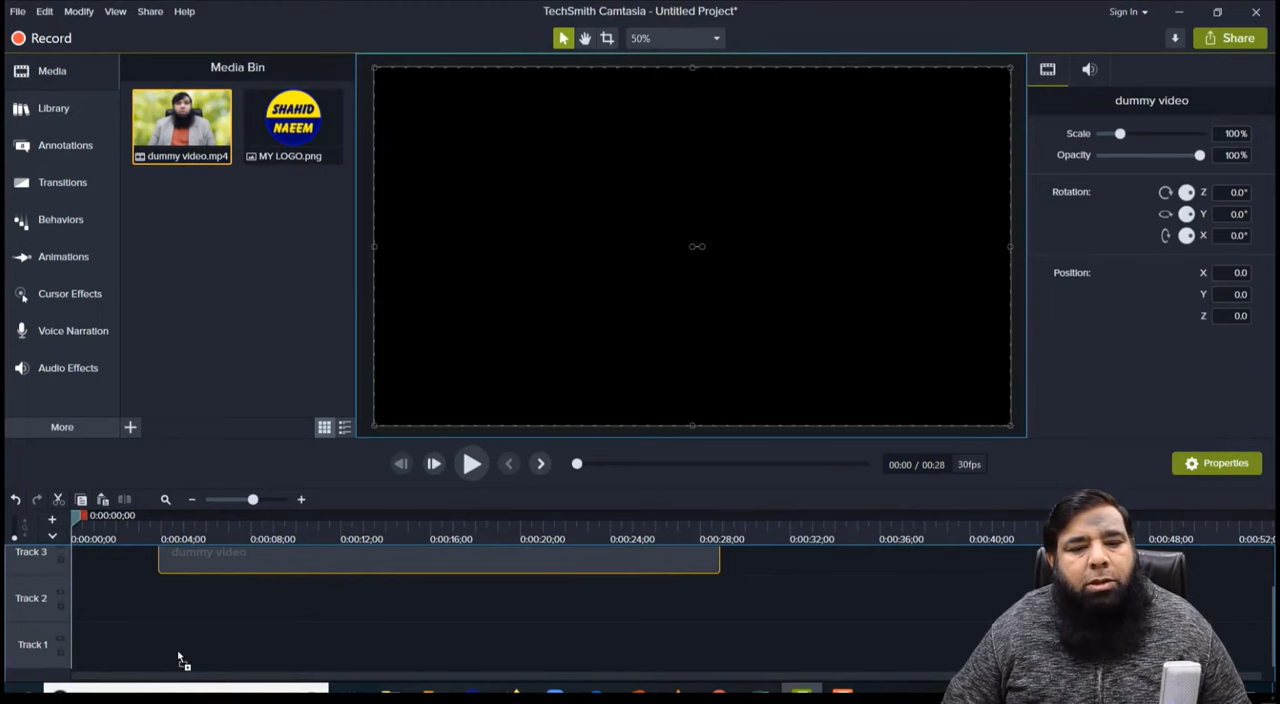 File Edit Modify View Share Help
TechSmith Camtasia - Untitled Project*
Sign In
Record
50%
Share
Media
Library
Annotations
Transitions
Behaviors
Animations
Cursor Effects
Voice Narration
Audio Effects
More
Media Bin
SHAHID
NAEEM
dummy video.mp4
MY LOGO.png
dummy video
Scale 100%
Opacity 100%
Rotation: Z 0.0°
Y 0.0°
X 0.0°
Position: X 0.0
Y 0.0
Z 0.0
00:00 / 00:28 30fps
Properties
0:00:00;00
0:00:00;00 0:00:04;00 0:00:08;00 0:00:12;00 0:00:16;00 0:00:20;00 0:00:24;00 0:00:28;00 0:00:32;00 0:00:36;00 0:00:40;00 0:00:48;00 0:00:52;0
Track 3 dummy video
Track 2
Track 1